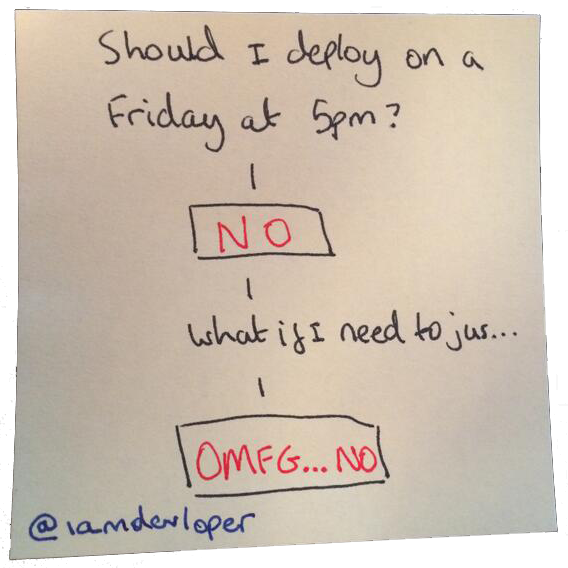 Should I deploy on a
Friday at 5pm?
NO
What if I need to jus...
OMFG... NO
@iamdevloper